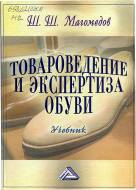 Ш. Ш. Магомедов
ТОВАРОВЕДЕНИЕ
И ЭКСПЕРТИЗА
ОБУВИ
Учебник